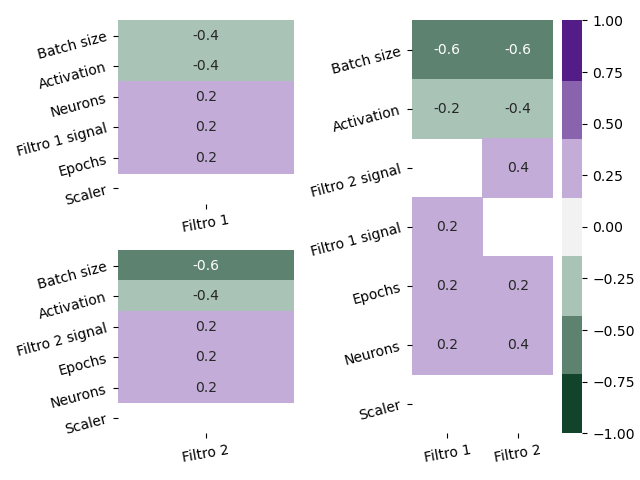 Batch size -0.4
Activation -0.4
Neurons 0.2
Filtro 1 signal 0.2
Epochs 0.2
Scaler
Filtro 1
Batch size -0.6
Activation -0.4
Filtro 2 signal 0.2
Epochs 0.2
Neurons 0.2
Scaler
Filtro 2
Batch size -0.6 -0.6
Activation -0.2 -0.4
Filtro 2 signal 0.4
Filtro 1 signal 0.2
Epochs 0.2 0.2
Neurons 0.2 0.4
Scaler
Filtro 1 Filtro 2
1.00
0.75
0.50
0.25
0.00
−0.25
−0.50
−0.75
−1.00